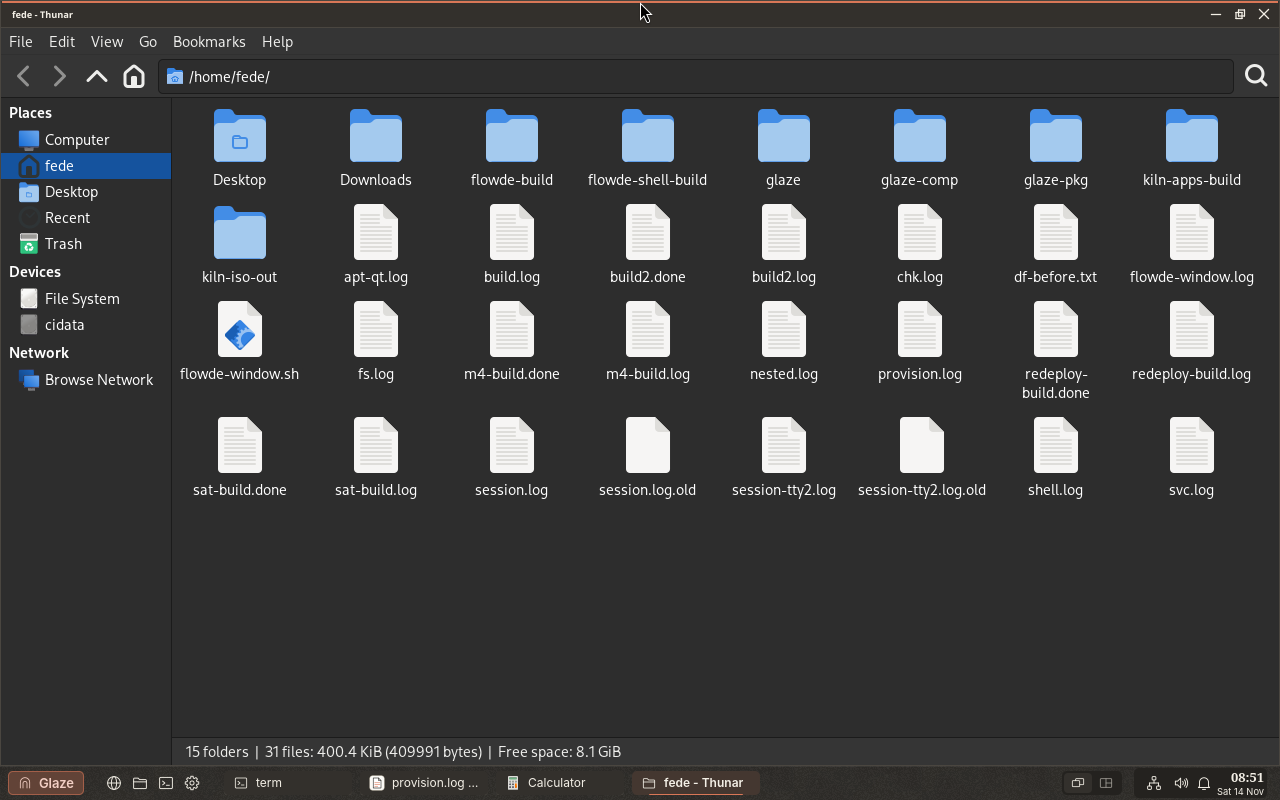 fede - Thunar
File Edit View Go Bookmarks Help
/home/fede/
Places
Computer
fede
Desktop
Recent
Trash
Devices
File System
cidata
Network
Browse Network
Desktop Downloads flowde-build flowde-shell-build glaze glaze-comp glaze-pkg kiln-apps-build
kiln-iso-out apt-qt.log build.log build2.done build2.log chk.log df-before.txt flowde-window.log
flowde-window.sh fs.log m4-build.done m4-build.log nested.log provision.log redeploy-build.done redeploy-build.log
sat-build.done sat-build.log session.log session.log.old session-tty2.log session-tty2.log.old shell.log svc.log
15 folders | 31 files: 400.4 KiB (409991 bytes) | Free space: 8.1 GiB
Glaze term provision.log ... Calculator fede - Thunar 08:51
Sat 14 Nov